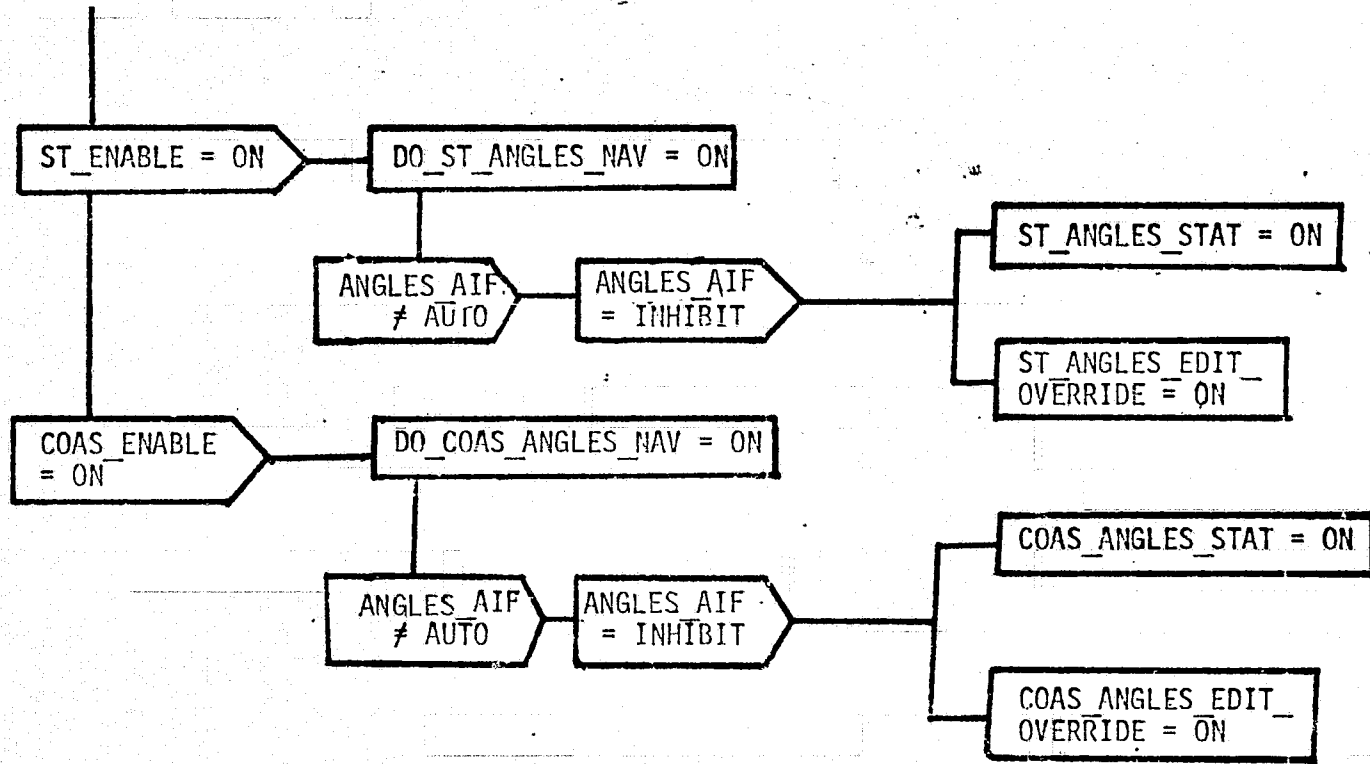 ST_ENABLE = ON
DO_ST_ANGLES_NAV = ON
ANGLES_AIF
≠ AUTO
ANGLES_AIF
= INHIBIT
ST_ANGLES_STAT = ON
ST_ANGLES_EDIT_
OVERRIDE = ON
COAS_ENABLE
= ON
DO_COAS_ANGLES_NAV = ON
ANGLES_AIF
≠ AUTO
ANGLES_AIF
= INHIBIT
COAS_ANGLES_STAT = ON
COAS_ANGLES_EDIT_
OVERRIDE = ON